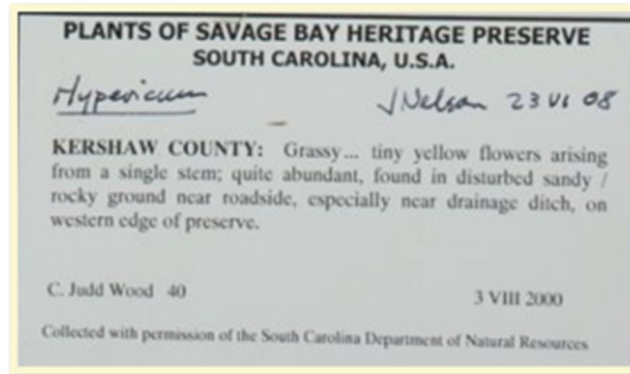 PLANTS OF SAVAGE BAY HERITAGE PRESERVE
SOUTH CAROLINA, U.S.A.
Hypericum JNelson 23 VI 08
KERSHAW COUNTY: Grassy... tiny yellow flowers arising
from a single stem; quite abundant, found in disturbed sandy /
rocky ground near roadside, especially near drainage ditch, on
western edge of preserve.
C. Judd Wood 40 3 VIII 2000
Collected with permission of the South Carolina Department of Natural Resources